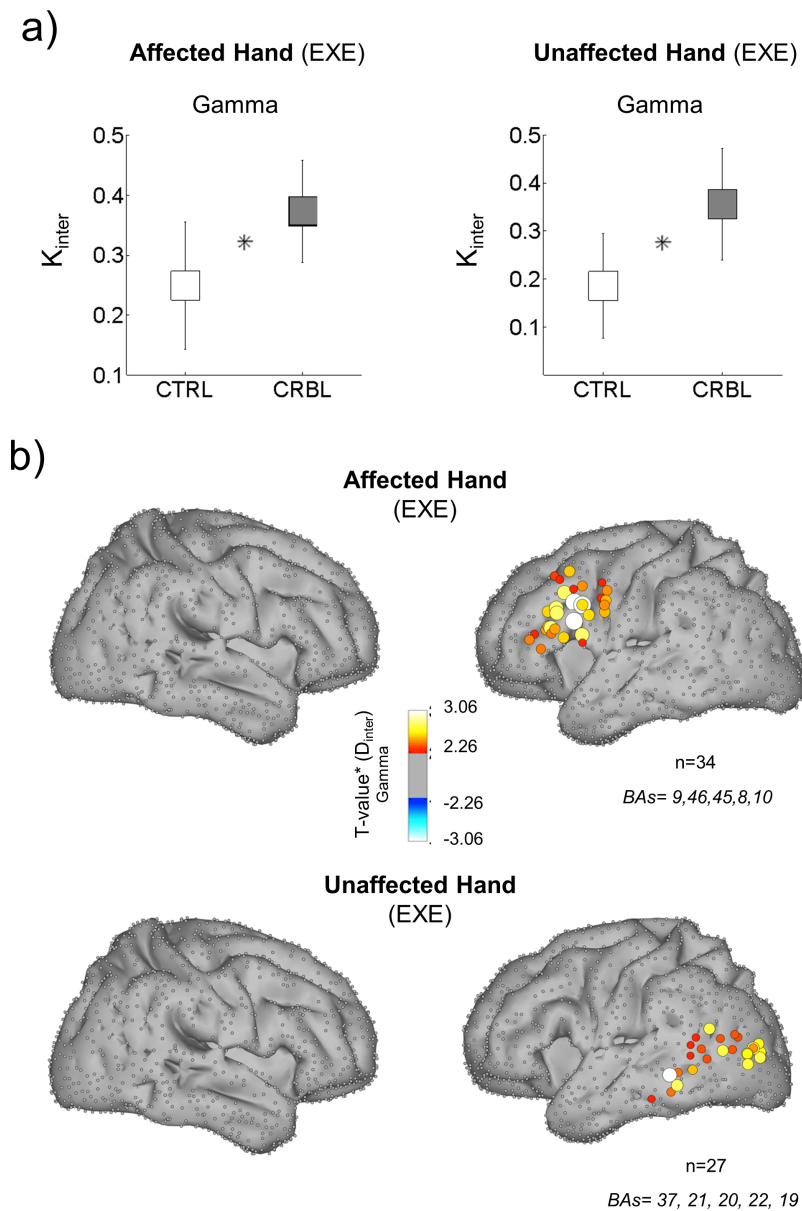 a)
Affected Hand (EXE)
Unaffected Hand (EXE)
Gamma
Gamma
0.5
0.4
0.3
0.2
0.1
Kinter
CTRL
CRBL
0.5
0.4
0.3
0.2
0.1
Kinter
CTRL
CRBL
*
*
b)
Affected Hand
(EXE)
T-value* (Dinter)
Gamma
3.06
2.26
-2.26
-3.06
n=34
BAs= 9,46,45,8,10
Unaffected Hand
(EXE)
n=27
BAs= 37, 21, 20, 22, 19